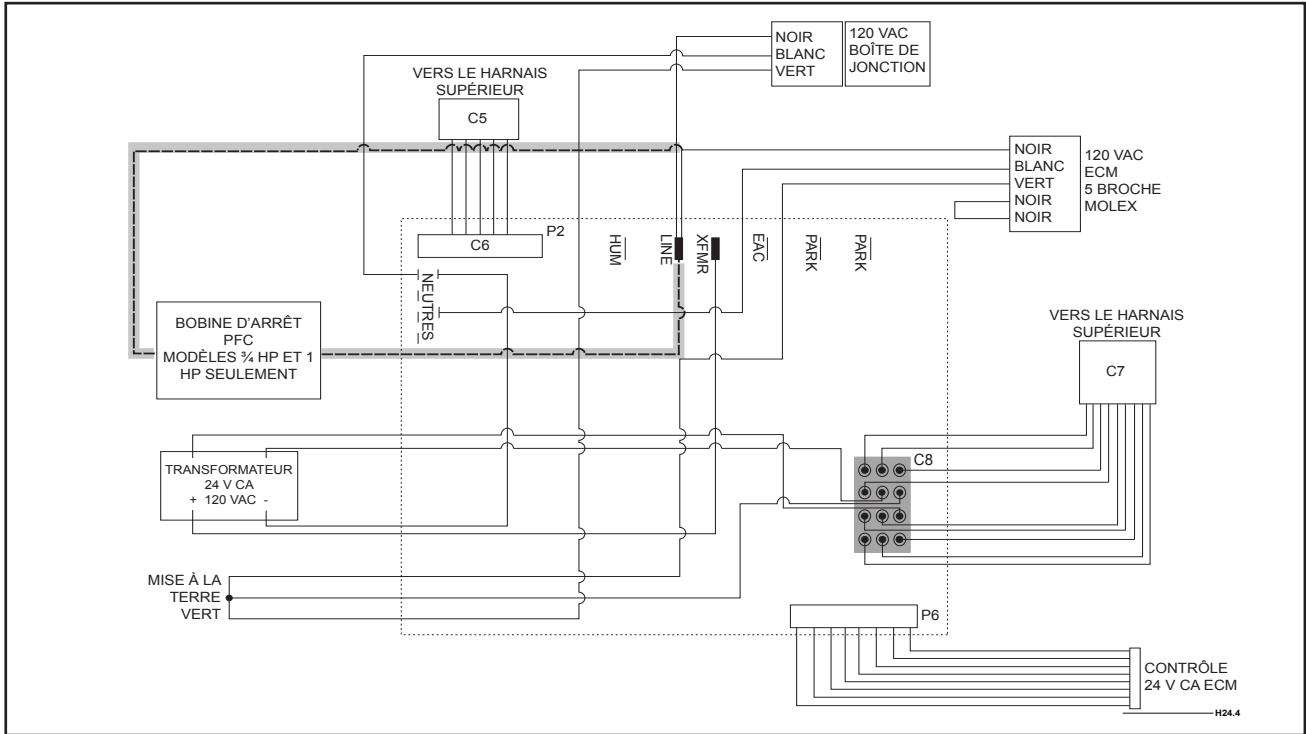 NOIR
BLANC
VERT
120 VAC
BOÎTE DE
JONCTION
VERS LE HARNAIS
SUPÉRIEUR
C5
NOIR
BLANC
VERT
NOIR
NOIR
120 VAC
ECM
5 BROCHE
MOLEX
P2
C6
HUM
LINE
XFMR
EAC
PARK
PARK
NEUTRES
BOBINE D'ARRÊT
PFC
MODÈLES ¾ HP ET 1
HP SEULEMENT
VERS LE HARNAIS
SUPÉRIEUR
C7
C8
TRANSFORMATEUR
24 V CA
+ 120 VAC -
MISE À LA
TERRE
VERT
P6
CONTRÔLE
24 V CA ECM
H24.4